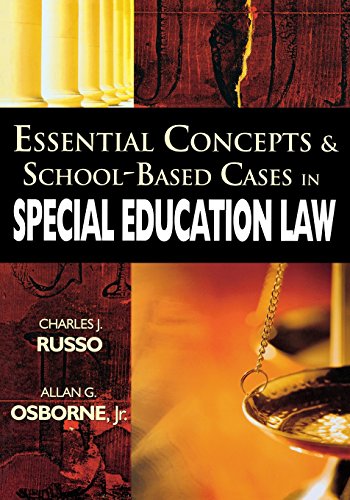 ESSENTIAL CONCEPTS &
SCHOOL-BASED CASES IN
SPECIAL EDUCATION LAW
CHARLES J.
RUSSO
ALLAN G.
OSBORNE, Jr.